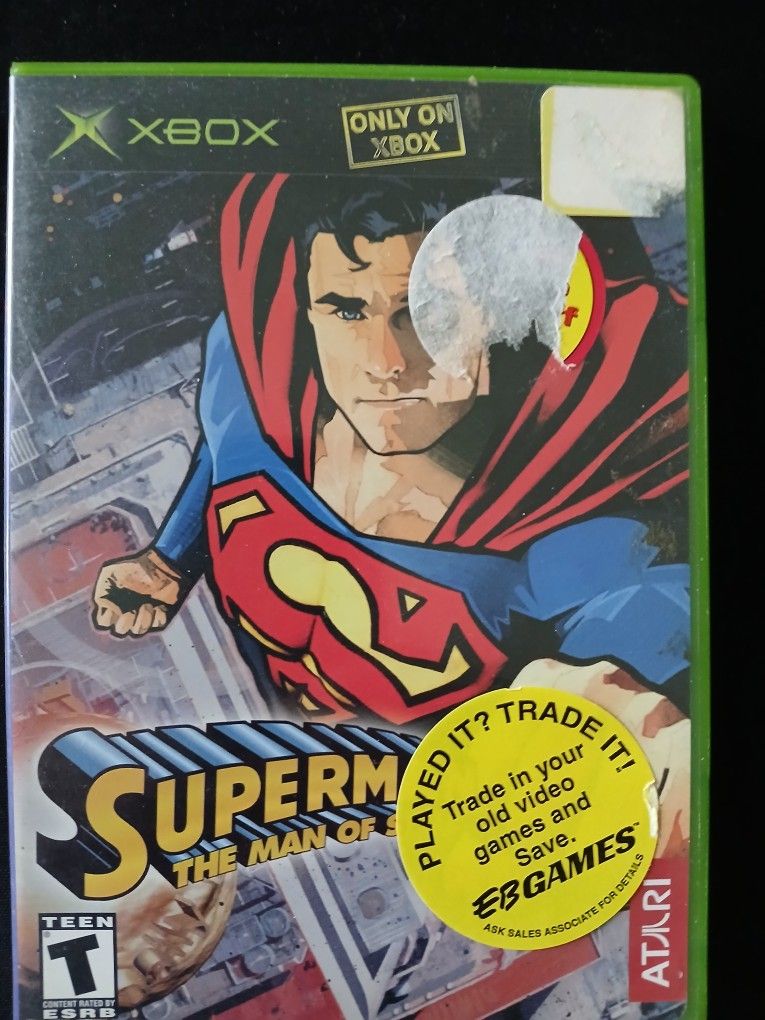 XBOX
ONLY ON
XBOX
SUPERM
THE MAN OF S
PLAYED IT? TRADE IT!
Trade in your
old video
games and
Save.
EBGAMES™
ASK SALES ASSOCIATE FOR DETAILS
TEEN
T
CONTENT RATED BY
ESRB
ATARI